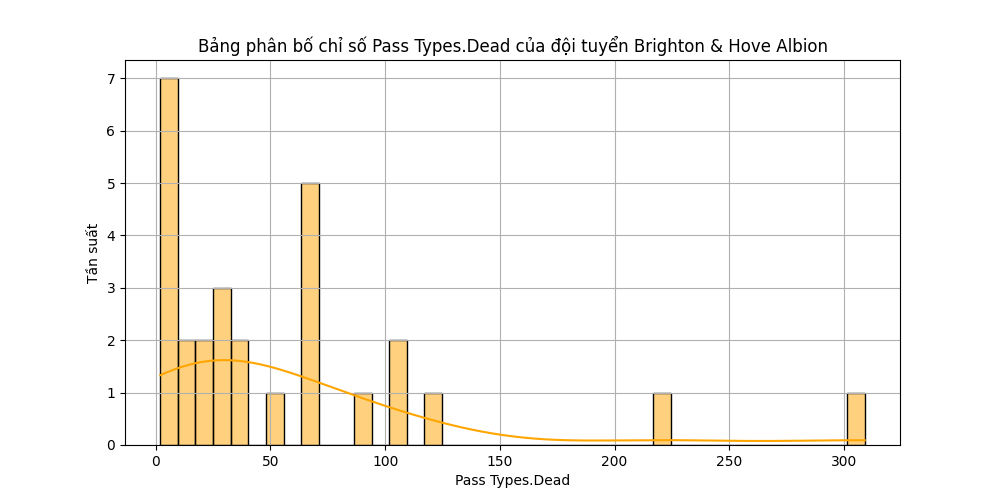 Bảng phân bố chỉ số Pass Types.Dead của đội tuyển Brighton & Hove Albion
7
6
5
4
3
2
1
0
Tần suất
0 50 100 150 200 250 300
Pass Types.Dead